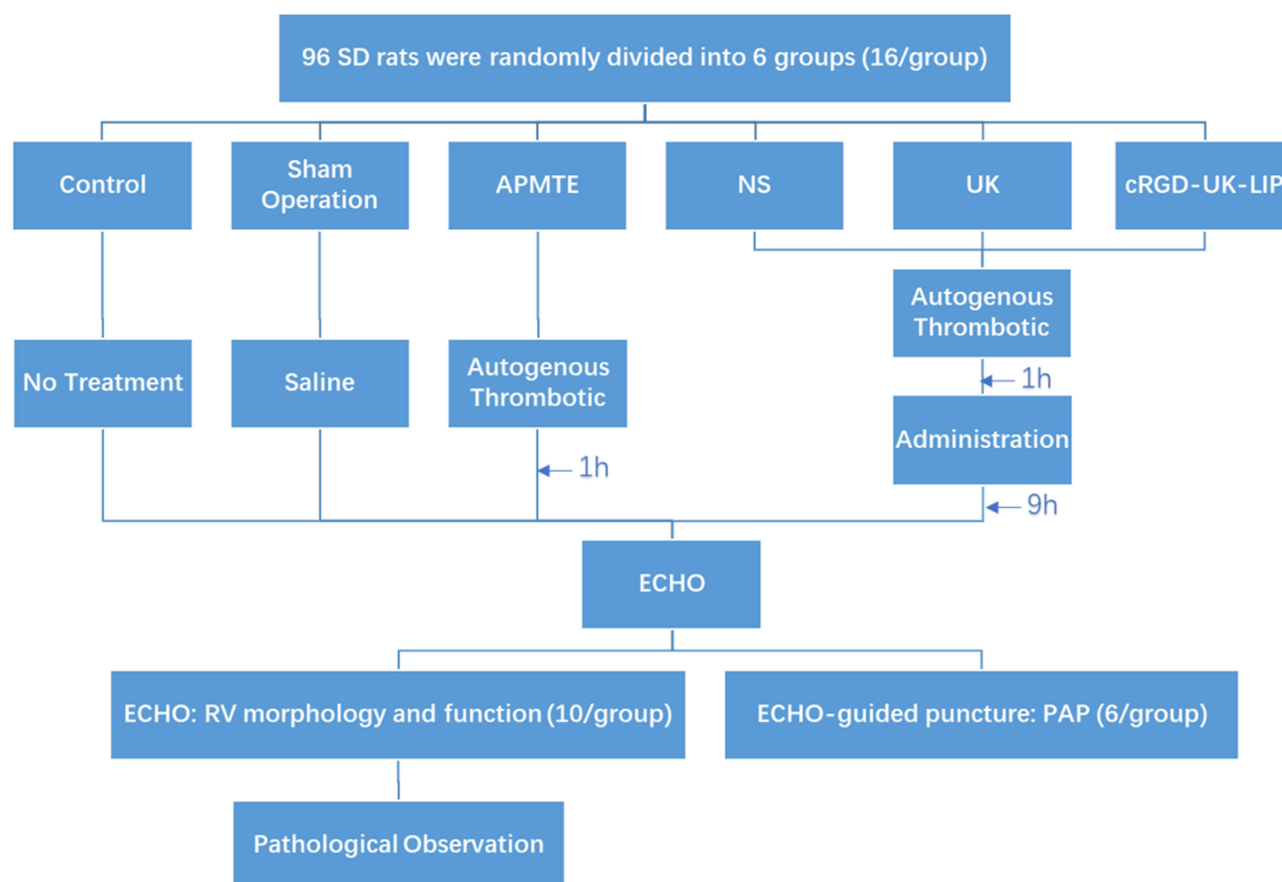 96 SD rats were randomly divided into 6 groups (16/group)
Control
Sham
Operation
APMTE
NS
UK
cRGD-UK-LIP
Autogenous
Thrombotic
No Treatment
Saline
Autogenous
Thrombotic
1h
Administration
1h
9h
ECHO
ECHO: RV morphology and function (10/group)
ECHO-guided puncture: PAP (6/group)
Pathological Observation